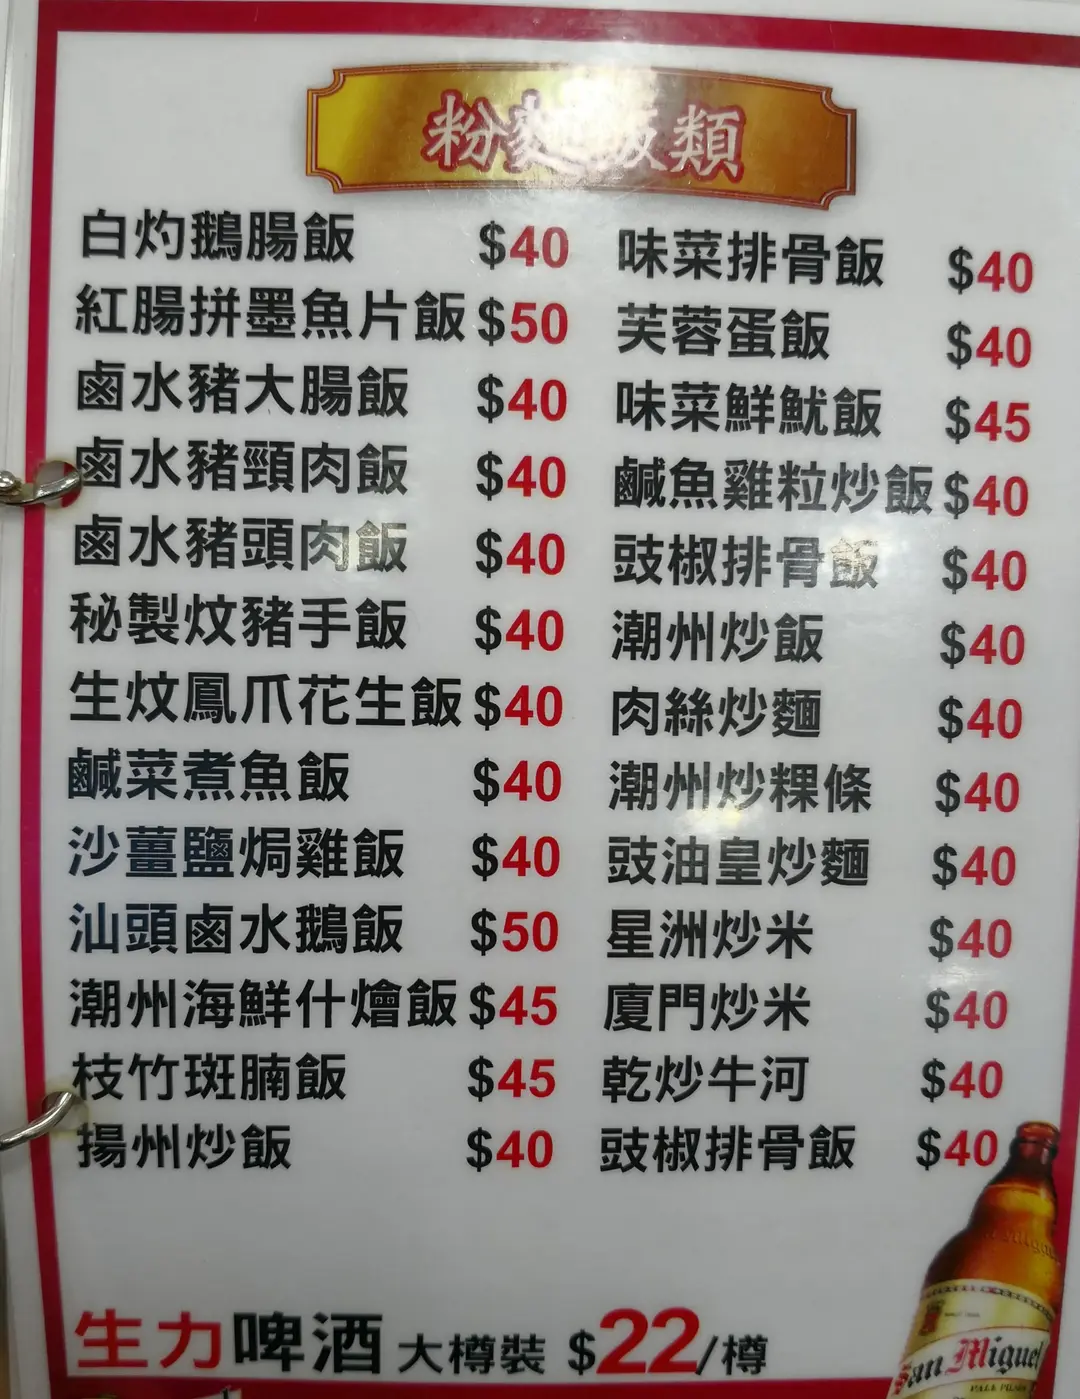 粉麵飯類
白灼鵝腸飯 $40
紅腸拼墨魚片飯 $50
鹵水豬大腸飯 $40
鹵水豬頸肉飯 $40
鹵水豬頭肉飯 $40
秘製炆豬手飯 $40
生炆鳳爪花生飯 $40
鹹菜煮魚飯 $40
沙薑鹽焗雞飯 $40
汕頭鹵水鵝飯 $50
潮州海鮮什燴飯 $45
枝竹斑腩飯 $45
揚州炒飯 $40
味菜排骨飯 $40
芙蓉蛋飯 $40
味菜鮮魷飯 $45
鹹魚雞粒炒飯 $40
豉椒排骨飯 $40
潮州炒飯 $40
肉絲炒麵 $40
潮州炒粿條 $40
豉油皇炒麵 $40
星洲炒米 $40
廈門炒米 $40
乾炒牛河 $40
豉椒排骨飯 $40
生力啤酒 大樽裝 $22/樽
San Miguel
PALE PILSEN